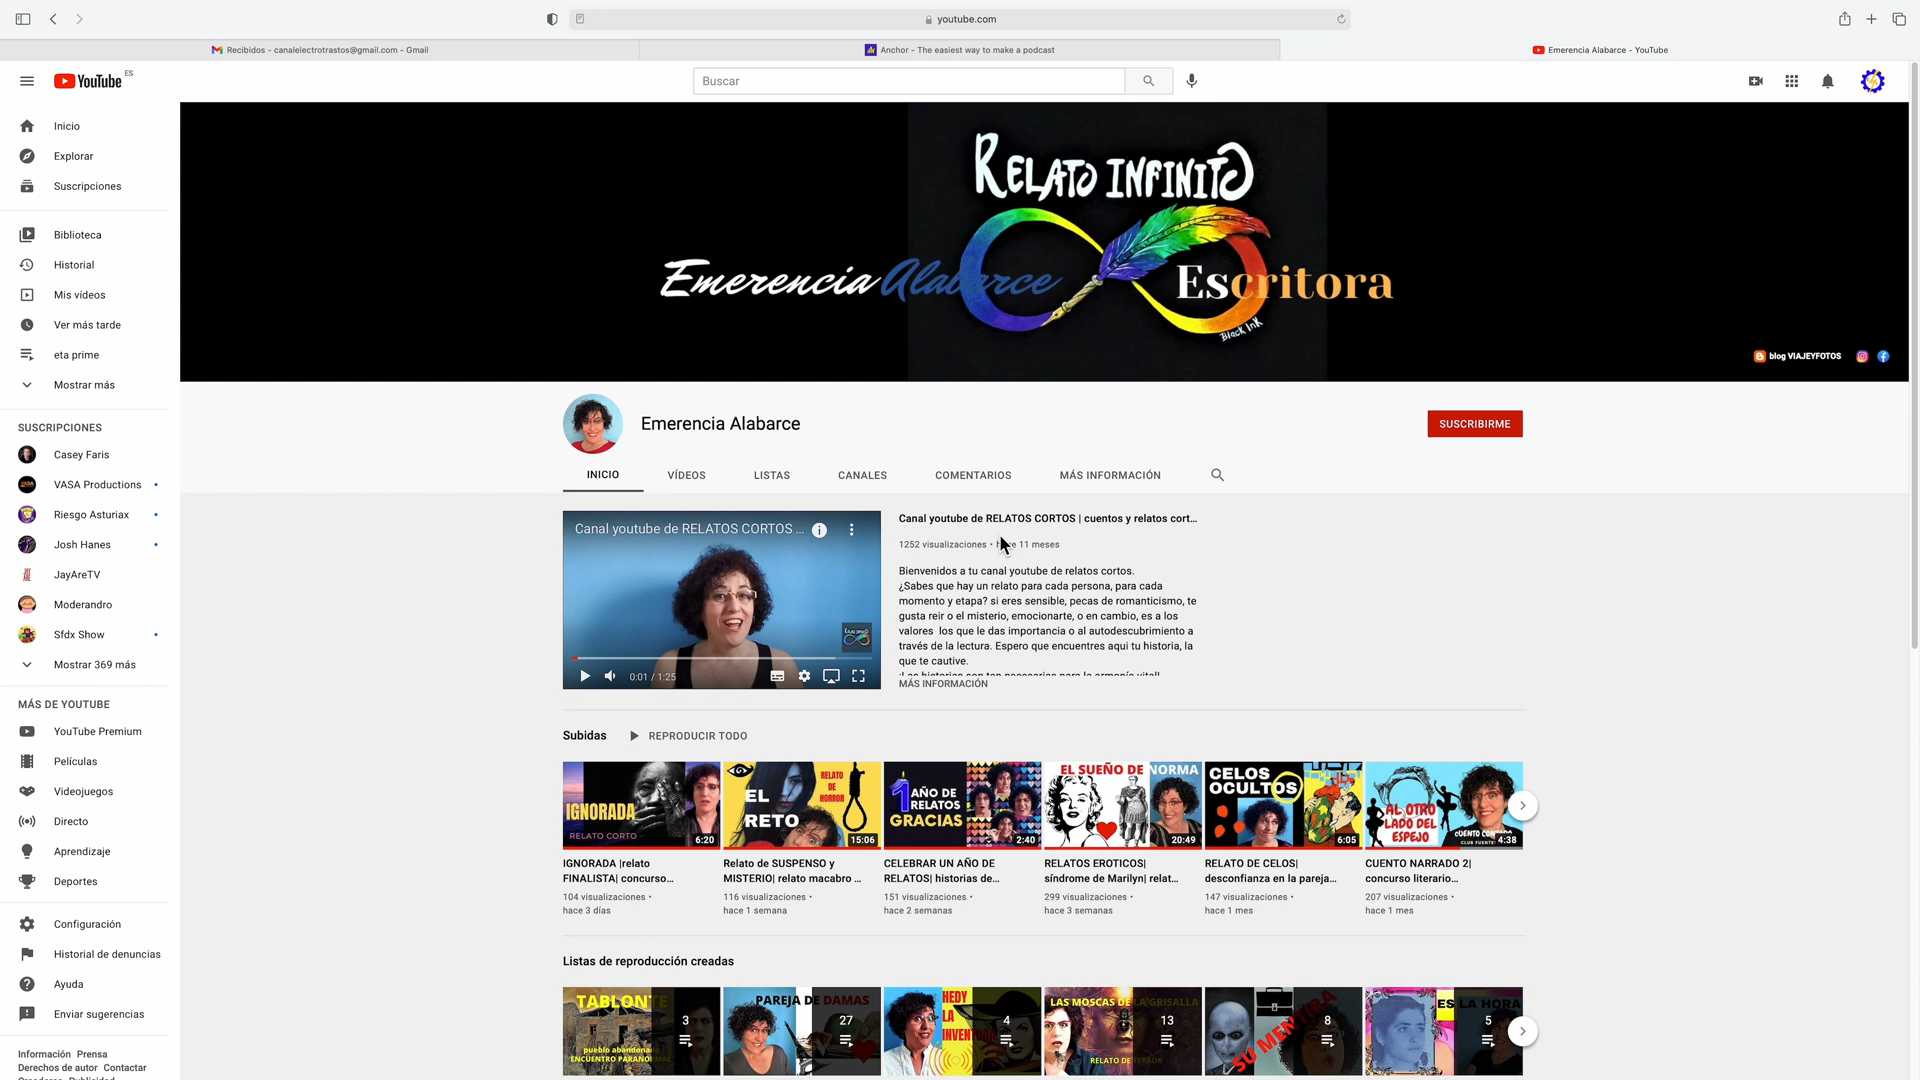 youtube.com
Recibidos - canalelectrotrastos@gmail.com - Gmail
Anchor - The easiest way to make a podcast
Emerencia Alabarce - YouTube
YouTube ES
Buscar
Inicio
Explorar
Suscripciones
Biblioteca
Historial
Mis vídeos
Ver más tarde
eta prime
Mostrar más
SUSCRIPCIONES
Casey Faris
VASA Productions
Riesgo Asturiax
Josh Hanes
JayAreTV
Moderandro
Sfdx Show
Mostrar 369 más
MÁS DE YOUTUBE
YouTube Premium
Películas
Videojuegos
Directo
Aprendizaje
Deportes
Configuración
Historial de denuncias
Ayuda
Enviar sugerencias
Información Prensa
Derechos de autor Contactar
RELATO INFINITO
Emerencia Alabarce Escritora
Black Ink
blog VIAJEYFOTOS
Emerencia Alabarce
SUSCRIBIRME
INICIO
VÍDEOS
LISTAS
CANALES
COMENTARIOS
MÁS INFORMACIÓN
Canal youtube de RELATOS CORTOS ...
0:01 / 1:25
Canal youtube de RELATOS CORTOS | cuentos y relatos cort...
1252 visualizaciones • hace 11 meses
Bienvenidos a tu canal youtube de relatos cortos.
¿Sabes que hay un relato para cada persona, para cada
momento y etapa? si eres sensible, pecas de romanticismo, te
gusta reir o el misterio, emocionarte, o en cambio, es a los
valores los que le das importancia o al autodescubrimiento a
través de la lectura. Espero que encuentres aqui tu historia, la
que te cautive.
MÁS INFORMACIÓN
Subidas
REPRODUCIR TODO
IGNORADA
RELATO CORTO
6:20
RELATO
DE
HORROR
EL
RETO
15:06
1 AÑO DE
RELATOS
GRACIAS
2:40
EL SUEÑO DE NORMA
20:49
CELOS
OCULTOS
6:05
AL OTRO
LADO DEL
ESPEJO
4:38
IGNORADA |relato
FINALISTA| concurso...
104 visualizaciones •
hace 3 días
Relato de SUSPENSO y
MISTERIO| relato macabro ...
116 visualizaciones •
hace 1 semana
CELEBRAR UN AÑO DE
RELATOS| historias de...
151 visualizaciones •
hace 2 semanas
RELATOS EROTICOS|
síndrome de Marilyn| relat...
299 visualizaciones •
hace 3 semanas
RELATO DE CELOS|
desconfianza en la pareja...
147 visualizaciones •
hace 1 mes
CUENTO NARRADO 2|
concurso literario...
207 visualizaciones •
hace 1 mes
Listas de reproducción creadas
TABLONTE
pueblo abandonado
ENCUENTRO PARANORMAL
3
PAREJA DE DAMAS
27
HEDY
LA
INVENTORA
4
LAS MOSCAS DE LA GRISALLA
RELATO DE TERROR
13
SU MENTIRA
8
ES LA HORA
5